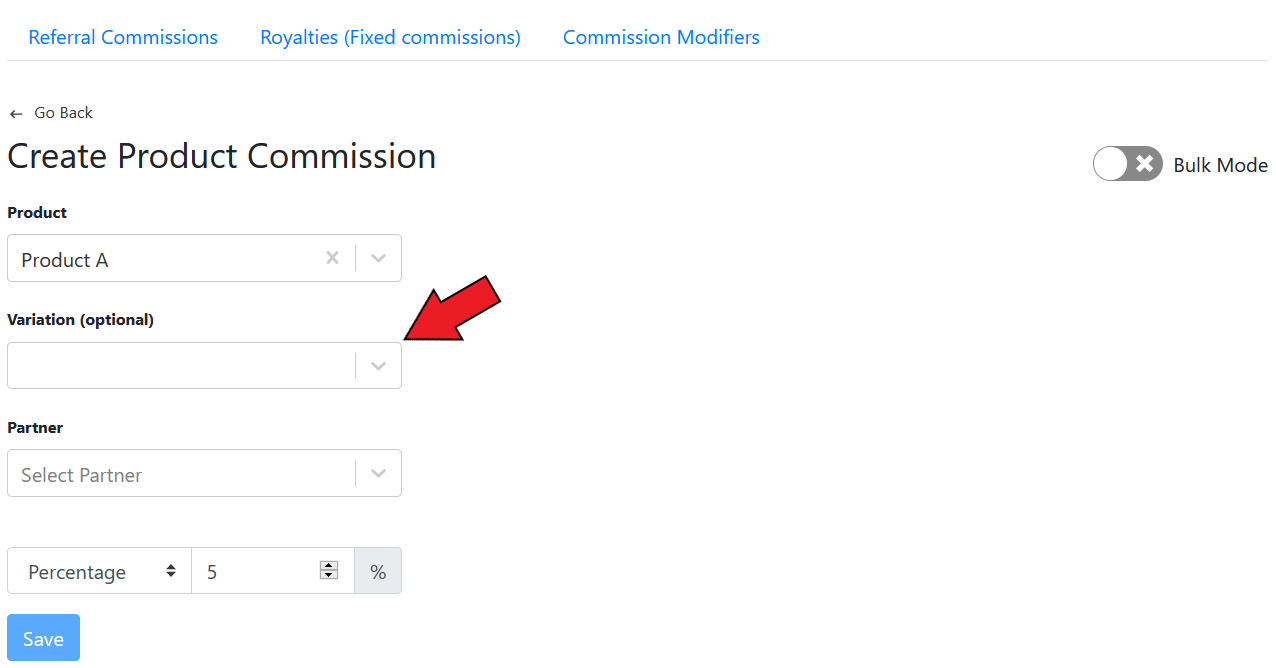 Referral Commissions Royalties (Fixed commissions) Commission Modifiers
← Go Back
Create Product Commission
Bulk Mode
Product
Product A
Variation (optional)
Partner
Select Partner
Percentage 5 %
Save